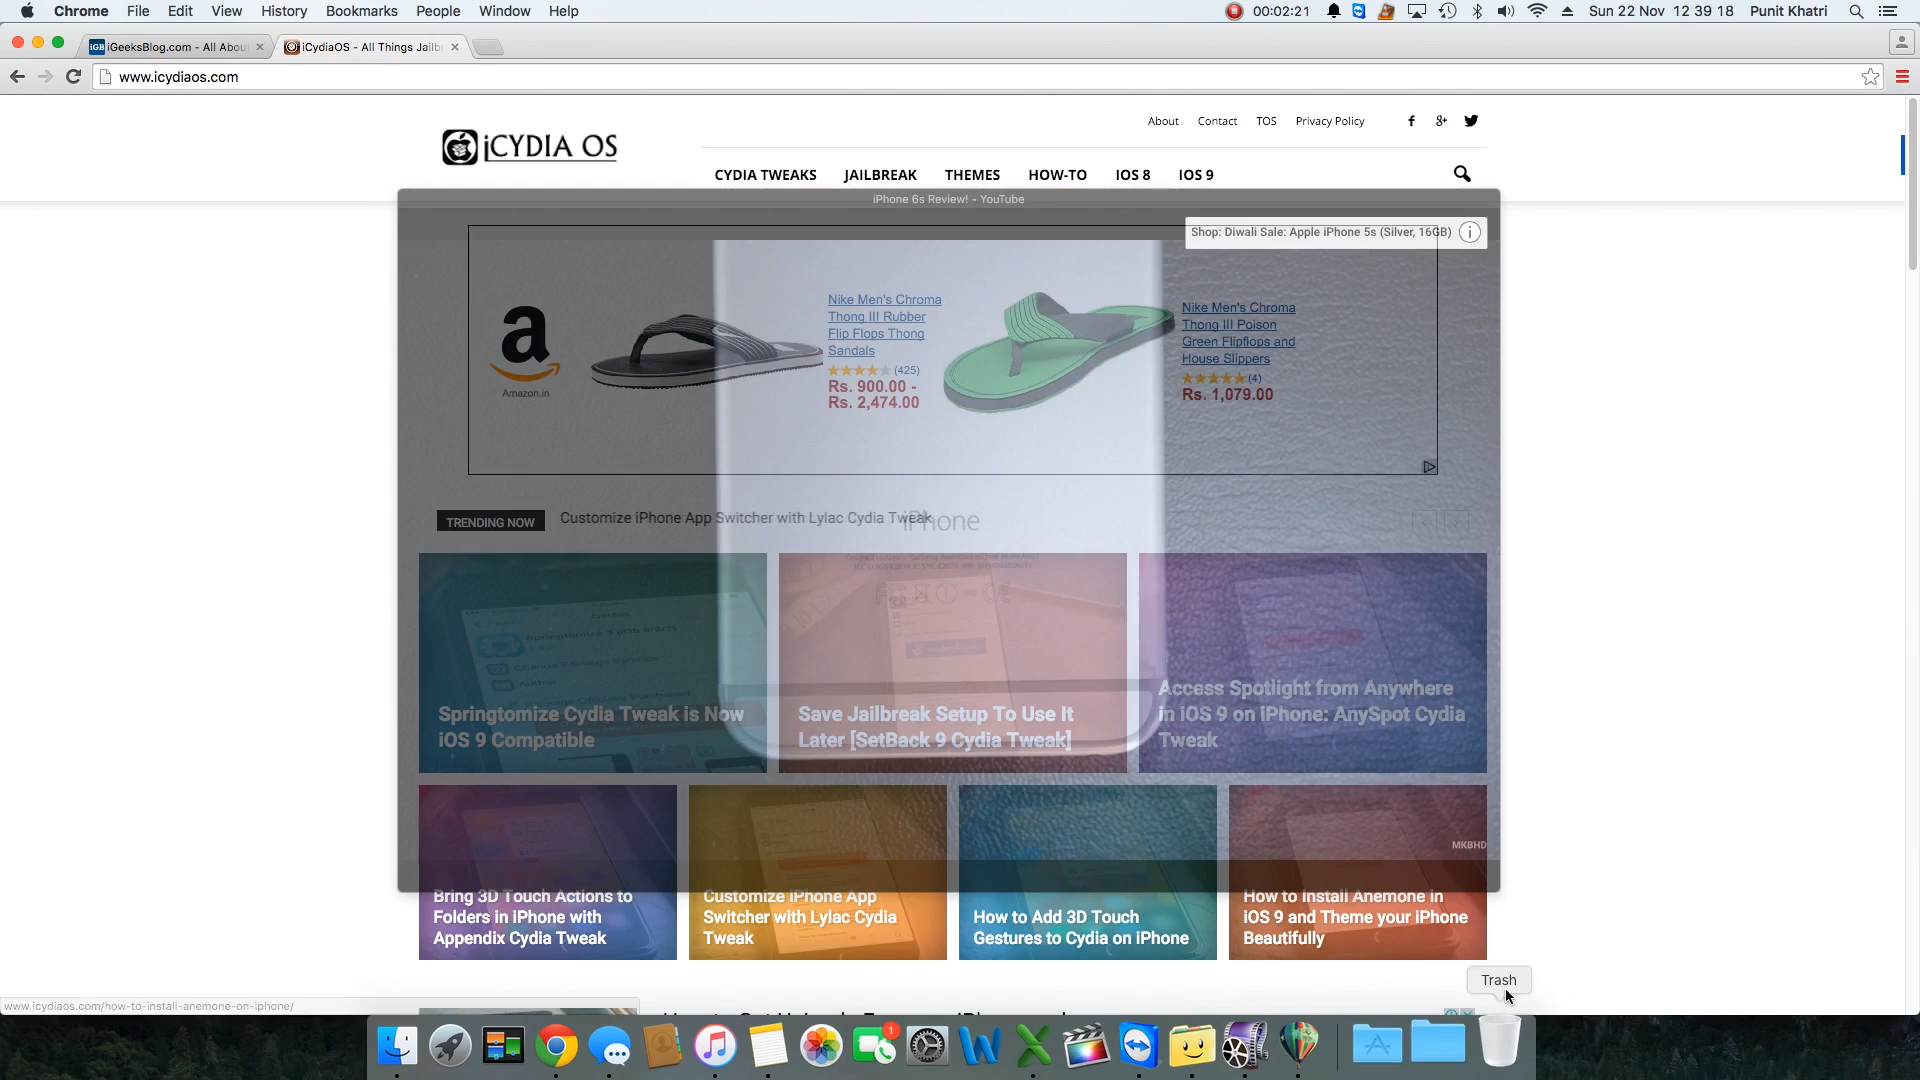 Chrome File Edit View History Bookmarks People Window Help 00:02:21 Sun 22 Nov 12 39 18 Punit Khatri
iGB iGeeksBlog.com - All Abou iCydiaOS - All Things Jailbr
www.icydiaos.com
About Contact TOS Privacy Policy
iCYDIA OS
CYDIA TWEAKS JAILBREAK THEMES HOW-TO IOS 8 IOS 9
iPhone 6s Review! - YouTube
Shop: Diwali Sale: Apple iPhone 5s (Silver, 16GB)
Amazon.in
Nike Men's Chroma
Thong III Rubber
Flip Flops Thong
Sandals
(425)
Rs. 900.00 -
Rs. 2,474.00
Nike Men's Chroma
Thong III Poison
Green Flipflops and
House Slippers
(4)
Rs. 1,079.00
TRENDING NOW Customize iPhone App Switcher with Lylac Cydia Tweak
iPhone
Springtomize Cydia Tweak is Now
iOS 9 Compatible
Save Jailbreak Setup To Use It
Later [SetBack 9 Cydia Tweak]
Access Spotlight from Anywhere
in iOS 9 on iPhone: AnySpot Cydia
Tweak
MKBHD
Bring 3D Touch Actions to
Folders in iPhone with
Appendix Cydia Tweak
Customize iPhone App
Switcher with Lylac Cydia
Tweak
How to Add 3D Touch
Gestures to Cydia on iPhone
How to Install Anemone in
iOS 9 and Theme your iPhone
Beautifully
Trash
www.icydiaos.com/how-to-install-anemone-on-iphone/
1